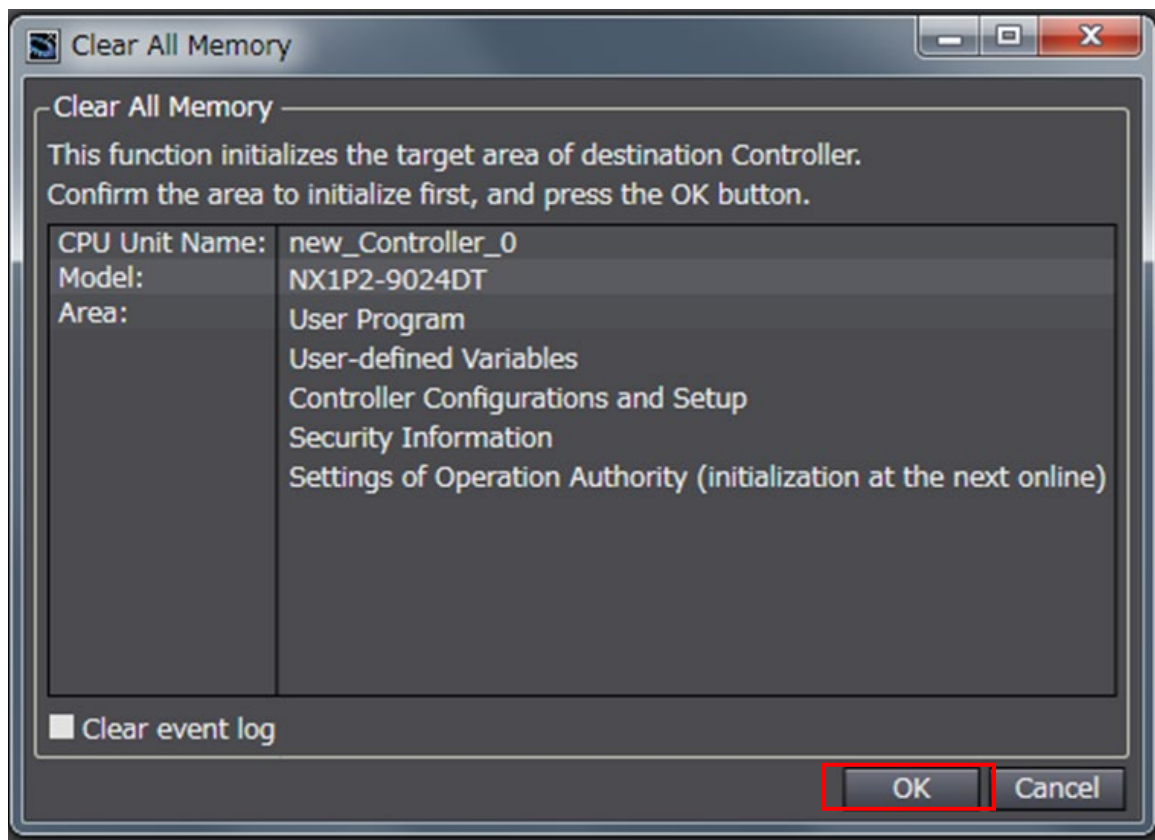 Clear All Memory
Clear All Memory
This function initializes the target area of destination Controller.
Confirm the area to initialize first, and press the OK button.
CPU Unit Name: new_Controller_0
Model: NX1P2-9024DT
Area: User Program
User-defined Variables
Controller Configurations and Setup
Security Information
Settings of Operation Authority (initialization at the next online)
Clear event log
OK Cancel